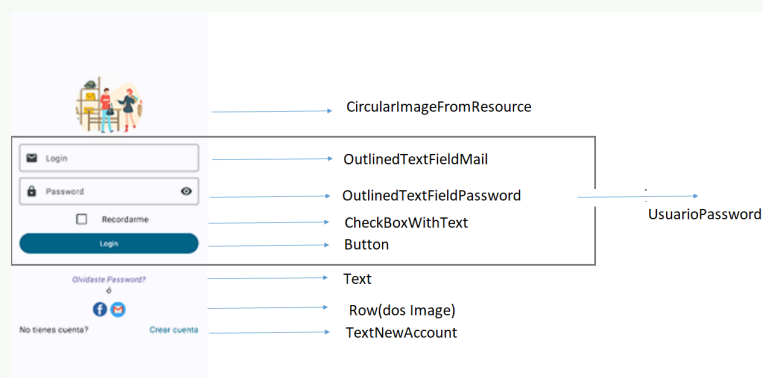 CircularImageFromResource
Login
OutlinedTextFieldMail
Password
OutlinedTextFieldPassword
UsuarioPassword
Recordarme
CheckBoxWithText
Login
Button
Olvidaste Password?
Text
ó
f
Row(dos Image)
No tienes cuenta?
Crear cuenta
TextNewAccount